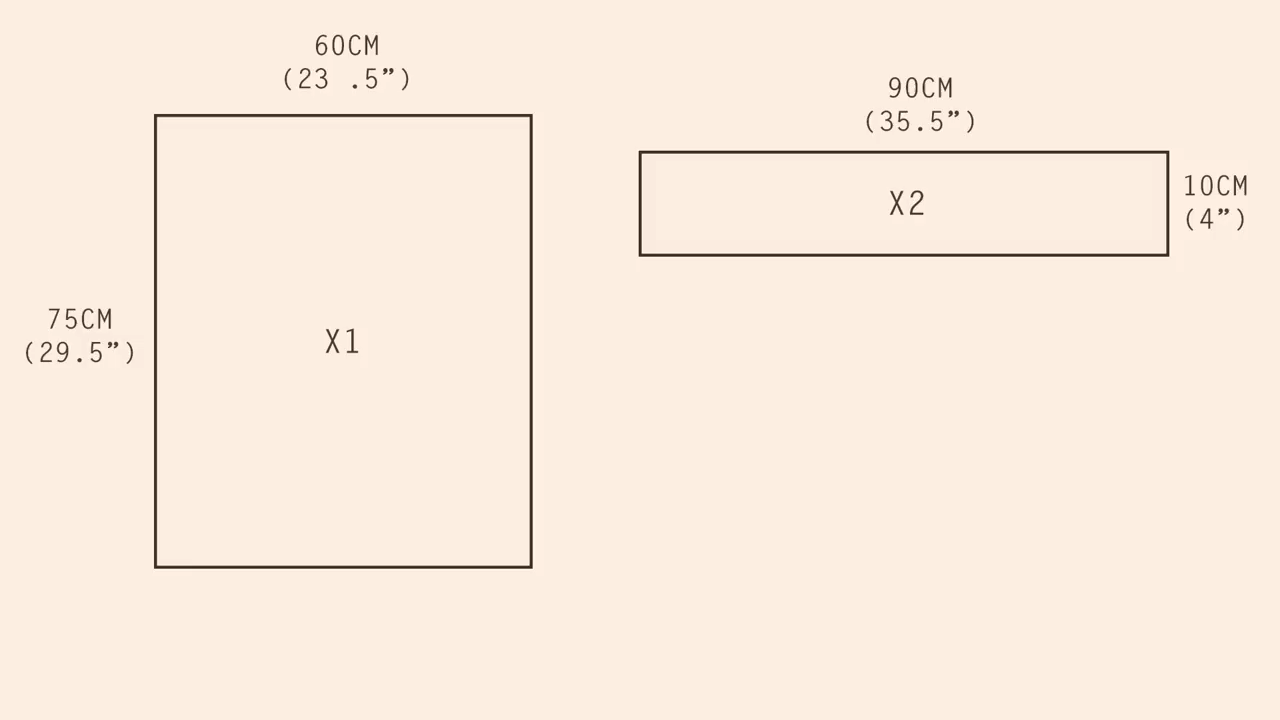 60CM
(23 .5”)
75CM
(29.5”)
X1
90CM
(35.5”)
X2
10CM
(4”)